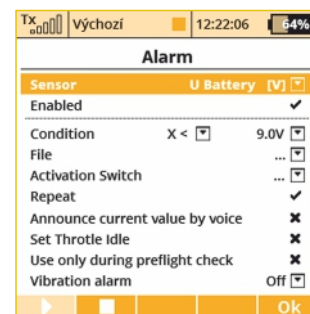 Tx Výchozí 12:22:06 64%
Alarm
Sensor U Battery [V]
Enabled
Condition X < 9.0V
File ...
Activation Switch ...
Repeat
Announce current value by voice
Set Throtle Idle
Use only during preflight check
Vibration alarm Off
Ok